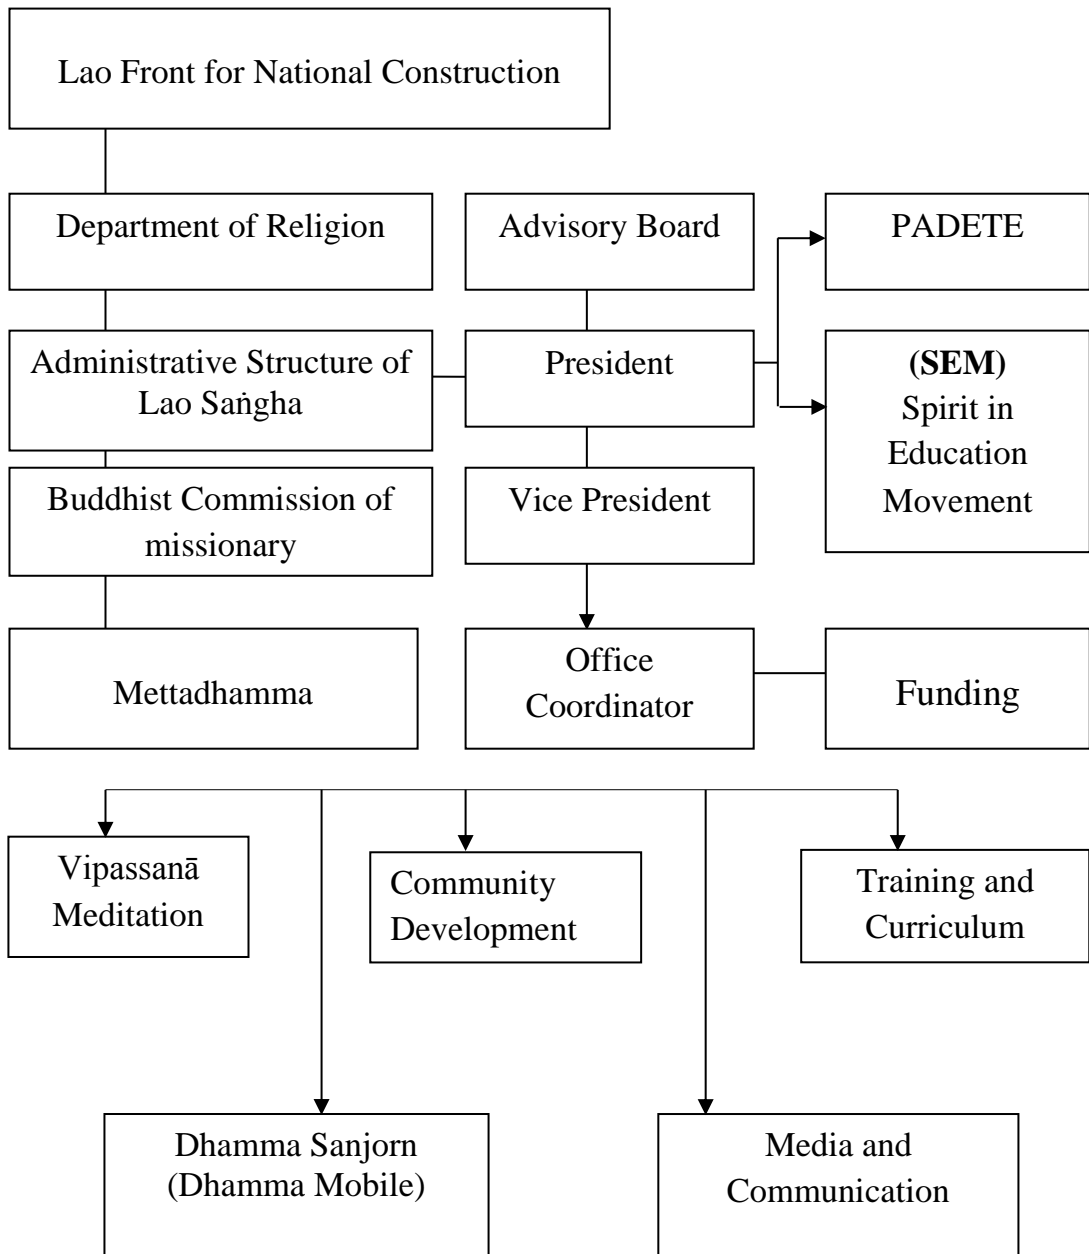 Lao Front for National Construction
Department of Religion
Advisory Board
PADETE
Administrative Structure of
Lao Saṅgha
President
(SEM)
Spirit in
Education
Movement
Buddhist Commission of
missionary
Vice President
Mettadhamma
Office
Coordinator
Funding
Vipassanā
Meditation
Community
Development
Training and
Curriculum
Dhamma Sanjorn
(Dhamma Mobile)
Media and
Communication